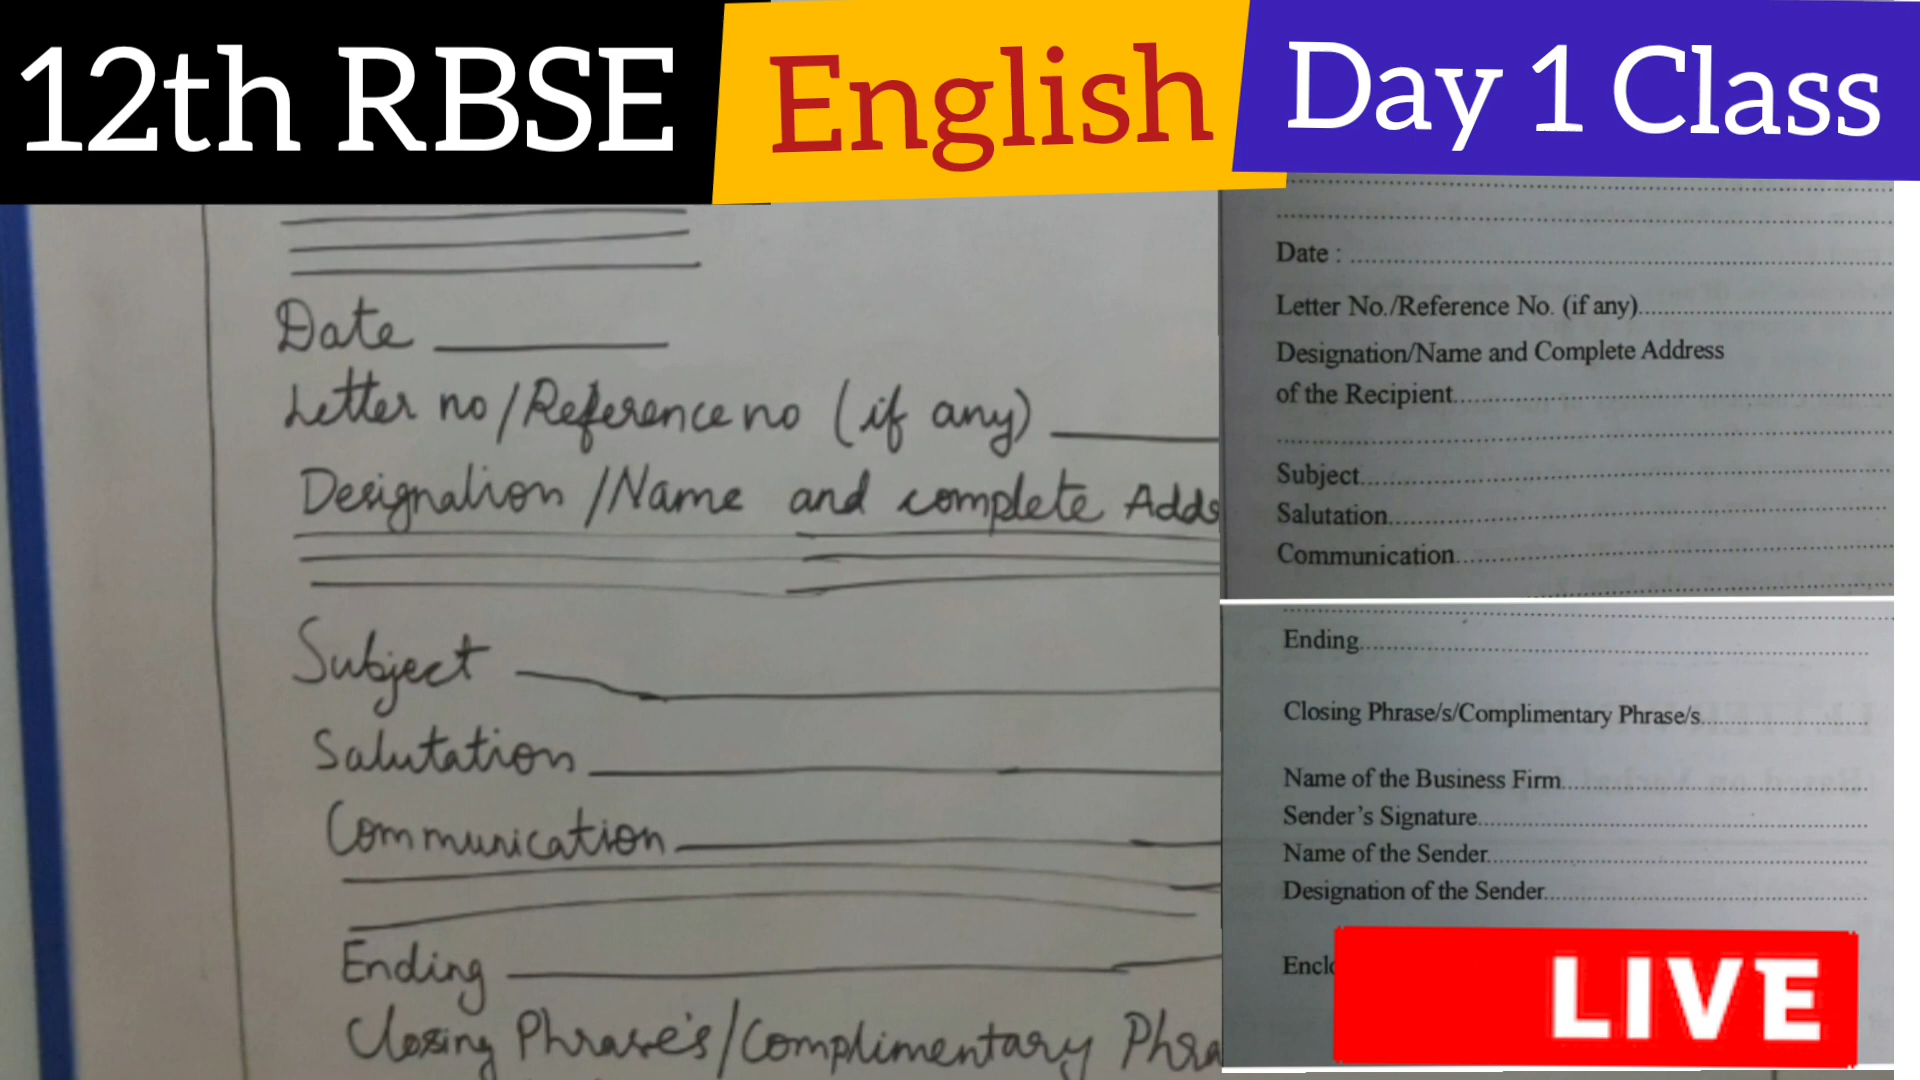 12th RBSE English Day 1 Class
Date
Letter no/Reference no (if any)
Designation/Name and complete
Subject
Salutation
Communication
Ending
Closing Phrase's/Complimentary
Date :
Letter No./Reference No. (if any)
Designation/Name and Complete Address
of the Recipient
Subject
Salutation
Communication
Ending
Closing Phrase/s/Complimentary Phrase/s
Name of the Business Firm
Sender's Signature
Name of the Sender
Designation of the Sender
LIVE